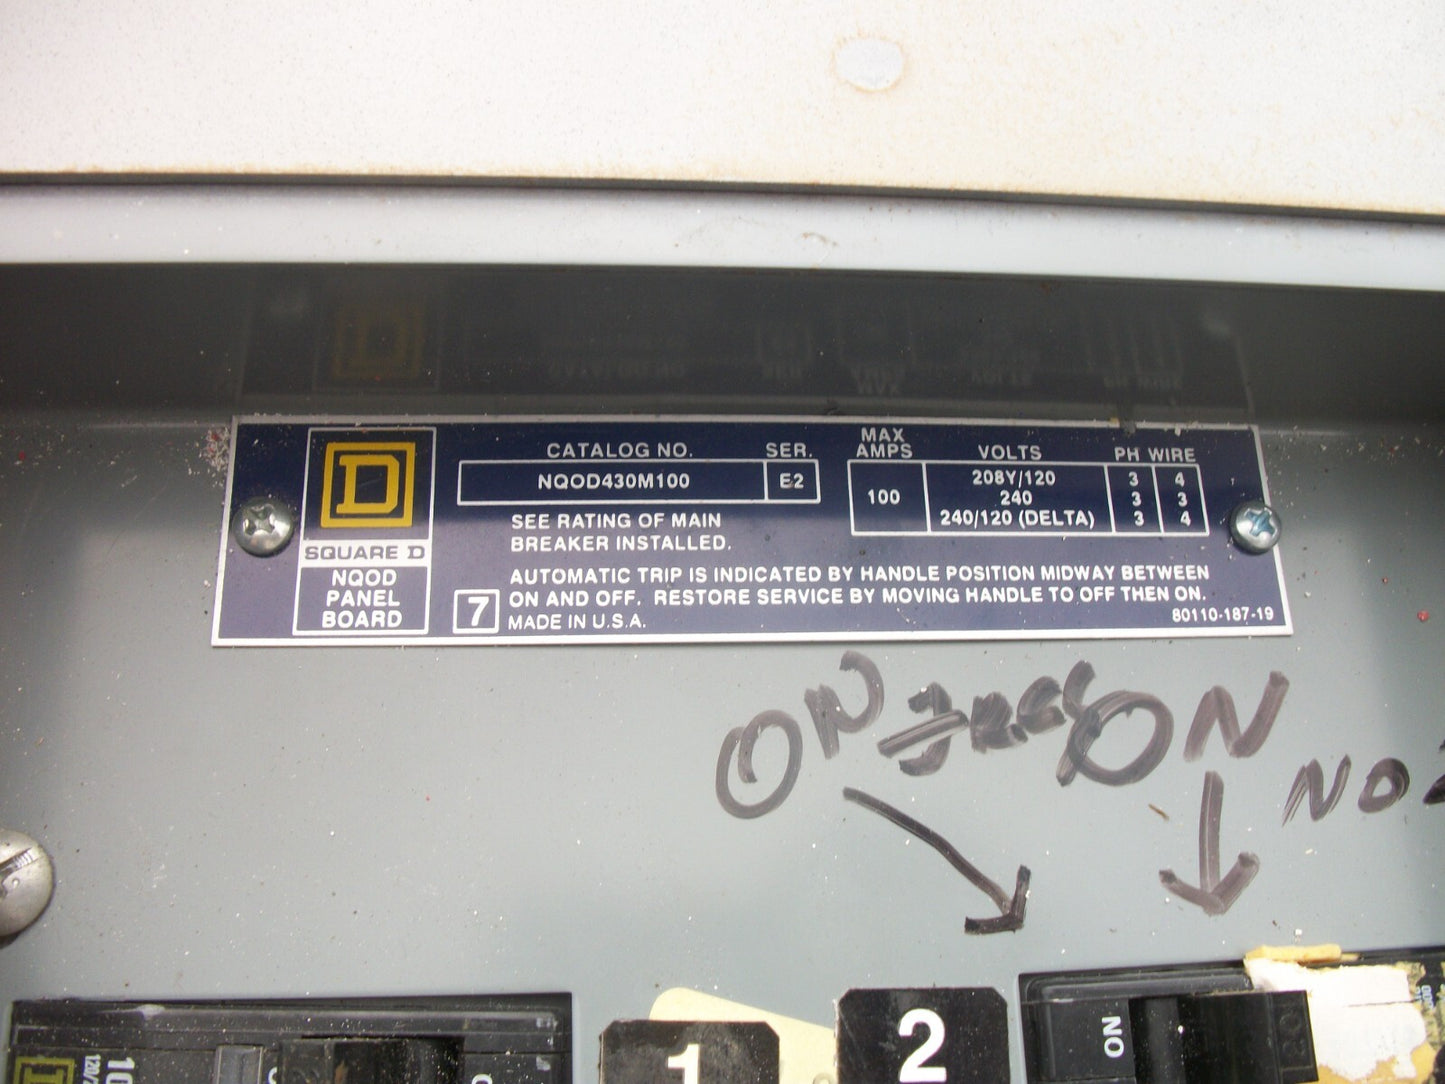 CATALOG NO. SER.
NQOD430M100 E2
SEE RATING OF MAIN
BREAKER INSTALLED.
MAX
AMPS VOLTS PH WIRE
100
208Y/120 3 4
240 3 3
240/120 (DELTA) 3 4
D
SQUARE D
NQOD
PANEL
BOARD
7
AUTOMATIC TRIP IS INDICATED BY HANDLE POSITION MIDWAY BETWEEN
ON AND OFF. RESTORE SERVICE BY MOVING HANDLE TO OFF THEN ON.
MADE IN U.S.A.
80110-187-19
ON
ON
NO
1
2
ON
D